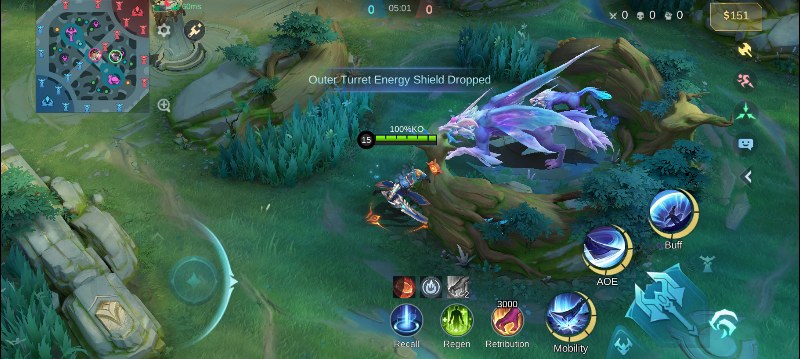 60ms
0 05:01 0
0 0 0
$151
Outer Turret Energy Shield Dropped
100%KO
15
Buff
AOE
2
3000
Recall
Regen
Retribution
Mobility